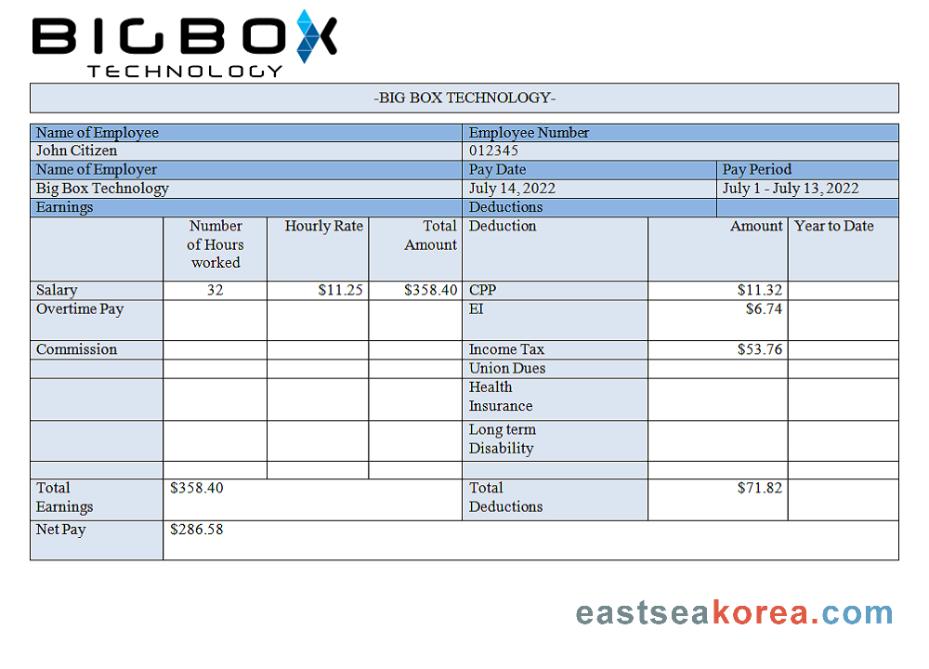 BIGBOX
TECHNOLOGY
-BIG BOX TECHNOLOGY-
Name of Employee Employee Number
John Citizen 012345
Name of Employer Pay Date Pay Period
Big Box Technology July 14, 2022 July 1 - July 13, 2022
Earnings Deductions
Number Hourly Rate Total Deduction Amount Year to Date
of Hours Amount
worked
Salary 32 $11.25 $358.40 CPP $11.32
Overtime Pay EI $6.74
Commission Income Tax $53.76
Union Dues
Health
Insurance
Long term
Disability
Total $358.40 Total $71.82
Earnings Deductions
Net Pay $286.58
eastseakorea.com